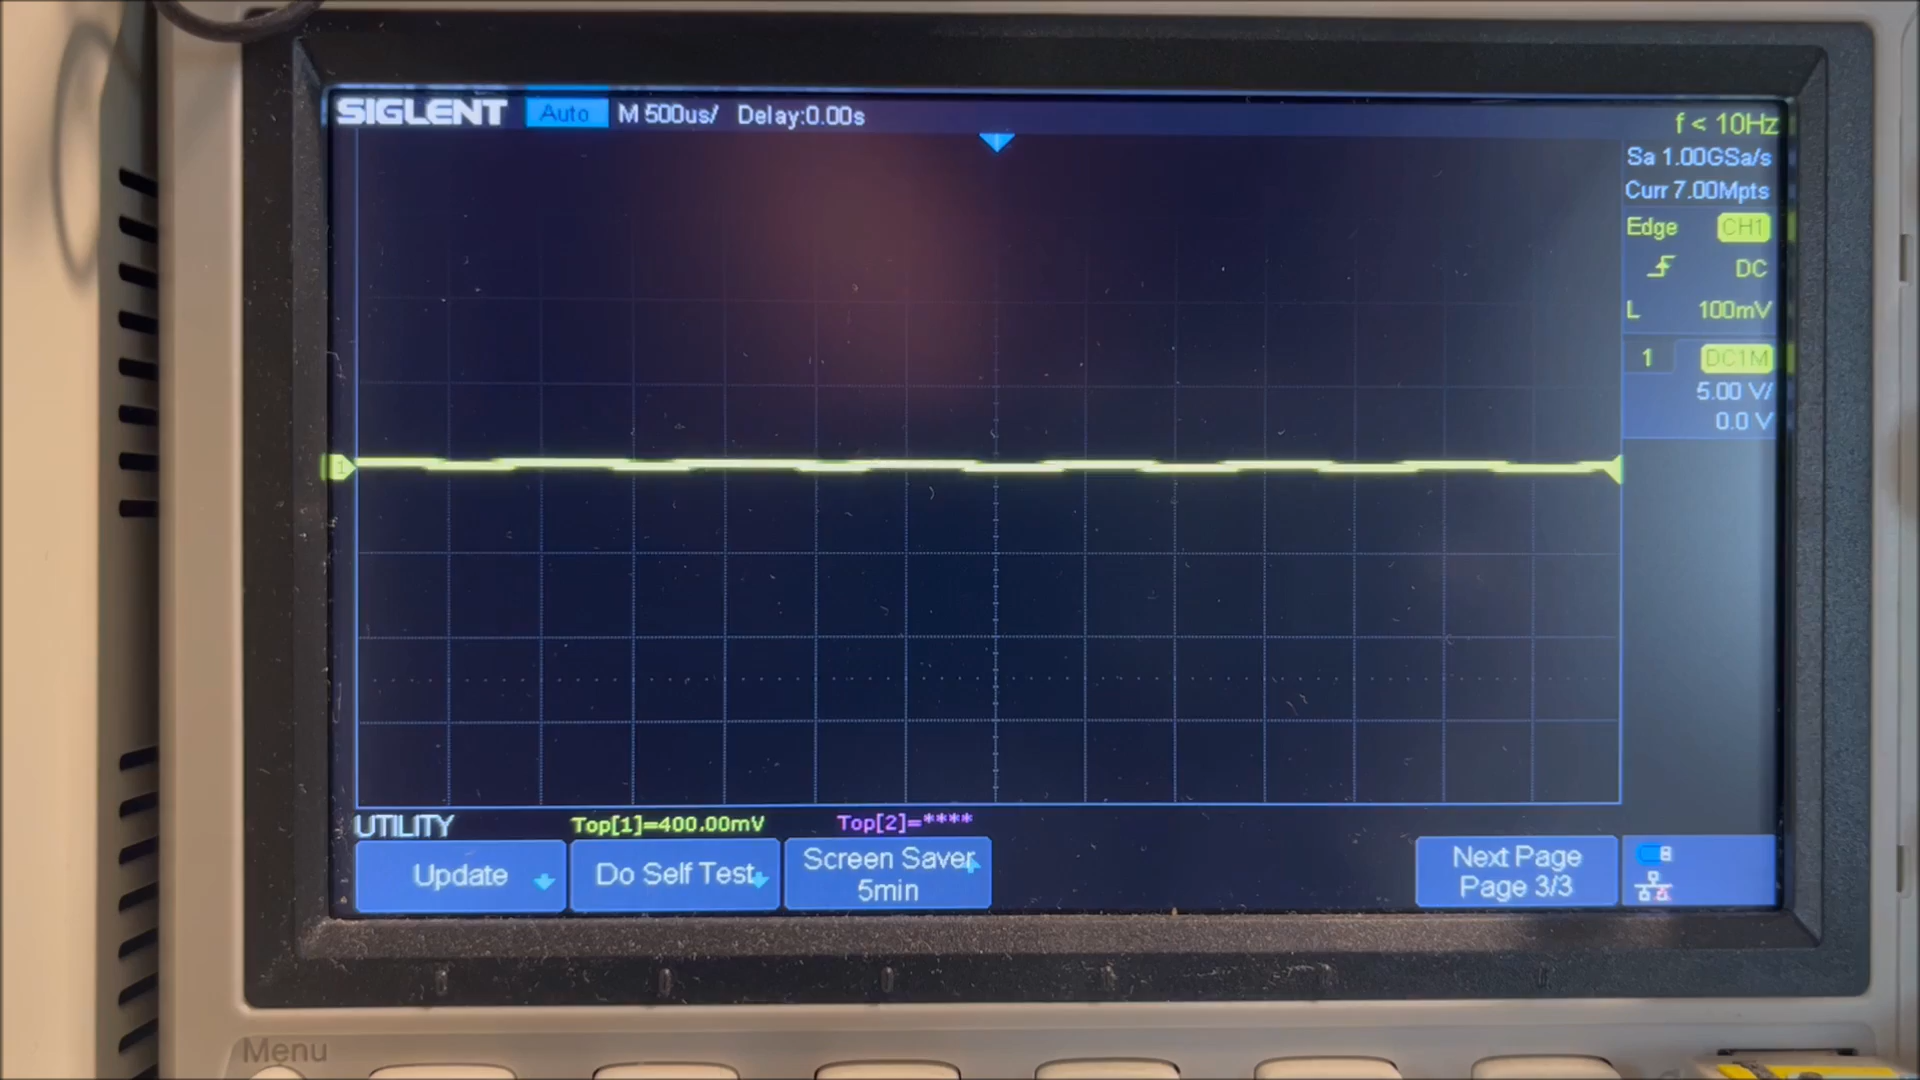 SIGLENT Auto M 500us/ Delay:0.00s
f < 10Hz
Sa 1.00GSa/s
Curr 7.00Mpts
Edge CH1
DC
L 100mV
1 DC1M
5.00 V/
0.0 V
1
UTILITY Top[1]=400.00mV Top[2]=****
Update
Do Self Test
Screen Saver
5min
Next Page
Page 3/3
Menu